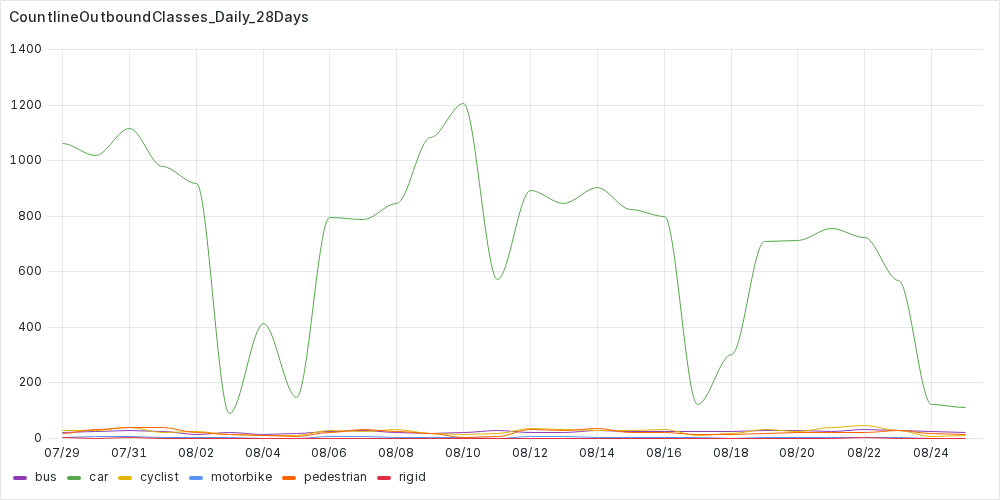 CountlineOutboundClasses_Daily_28Days
1400
1200
1000
800
600
400
200
0
07/29 07/31 08/02 08/04 08/06 08/08 08/10 08/12 08/14 08/16 08/18 08/20 08/22 08/24
bus car cyclist motorbike pedestrian rigid